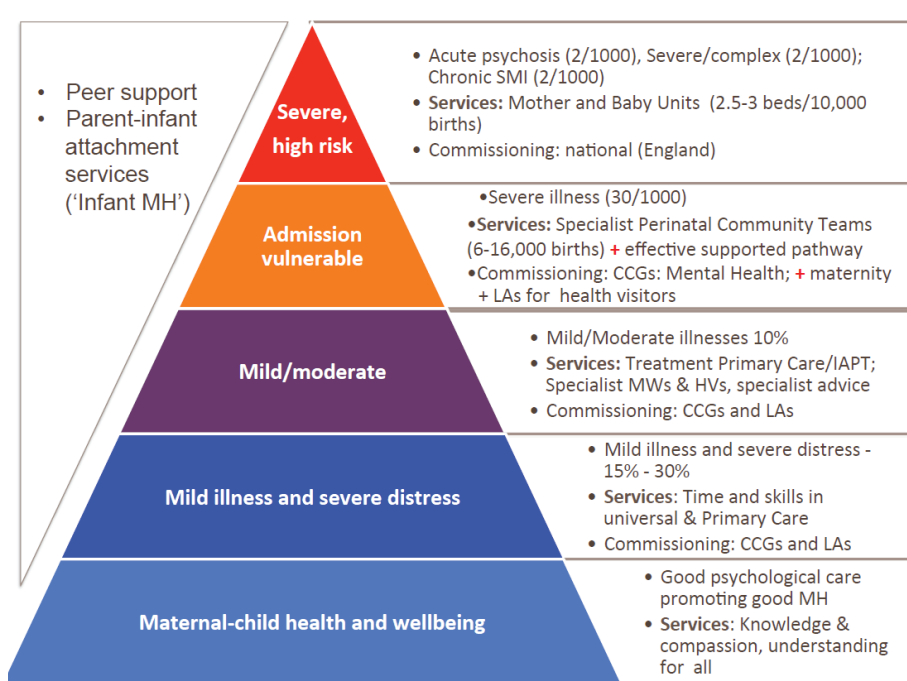 • Peer support
• Parent-infant
attachment
services
(‘Infant MH’)
Severe,
high risk
• Acute psychosis (2/1000), Severe/complex (2/1000);
Chronic SMI (2/1000)
• Services: Mother and Baby Units (2.5-3 beds/10,000
births)
• Commissioning: national (England)
Admission
vulnerable
•Severe illness (30/1000)
•Services: Specialist Perinatal Community Teams
(6-16,000 births) + effective supported pathway
•Commissioning: CCGs: Mental Health; + maternity
+ LAs for health visitors
Mild/moderate
• Mild/Moderate illnesses 10%
• Services: Treatment Primary Care/IAPT;
Specialist MWs & HVs, specialist advice
• Commissioning: CCGs and LAs
Mild illness and severe distress
• Mild illness and severe distress -
15% - 30%
• Services: Time and skills in
universal & Primary Care
• Commissioning: CCGs and LAs
Maternal-child health and wellbeing
• Good psychological care
promoting good MH
• Services: Knowledge &
compassion, understanding
for all